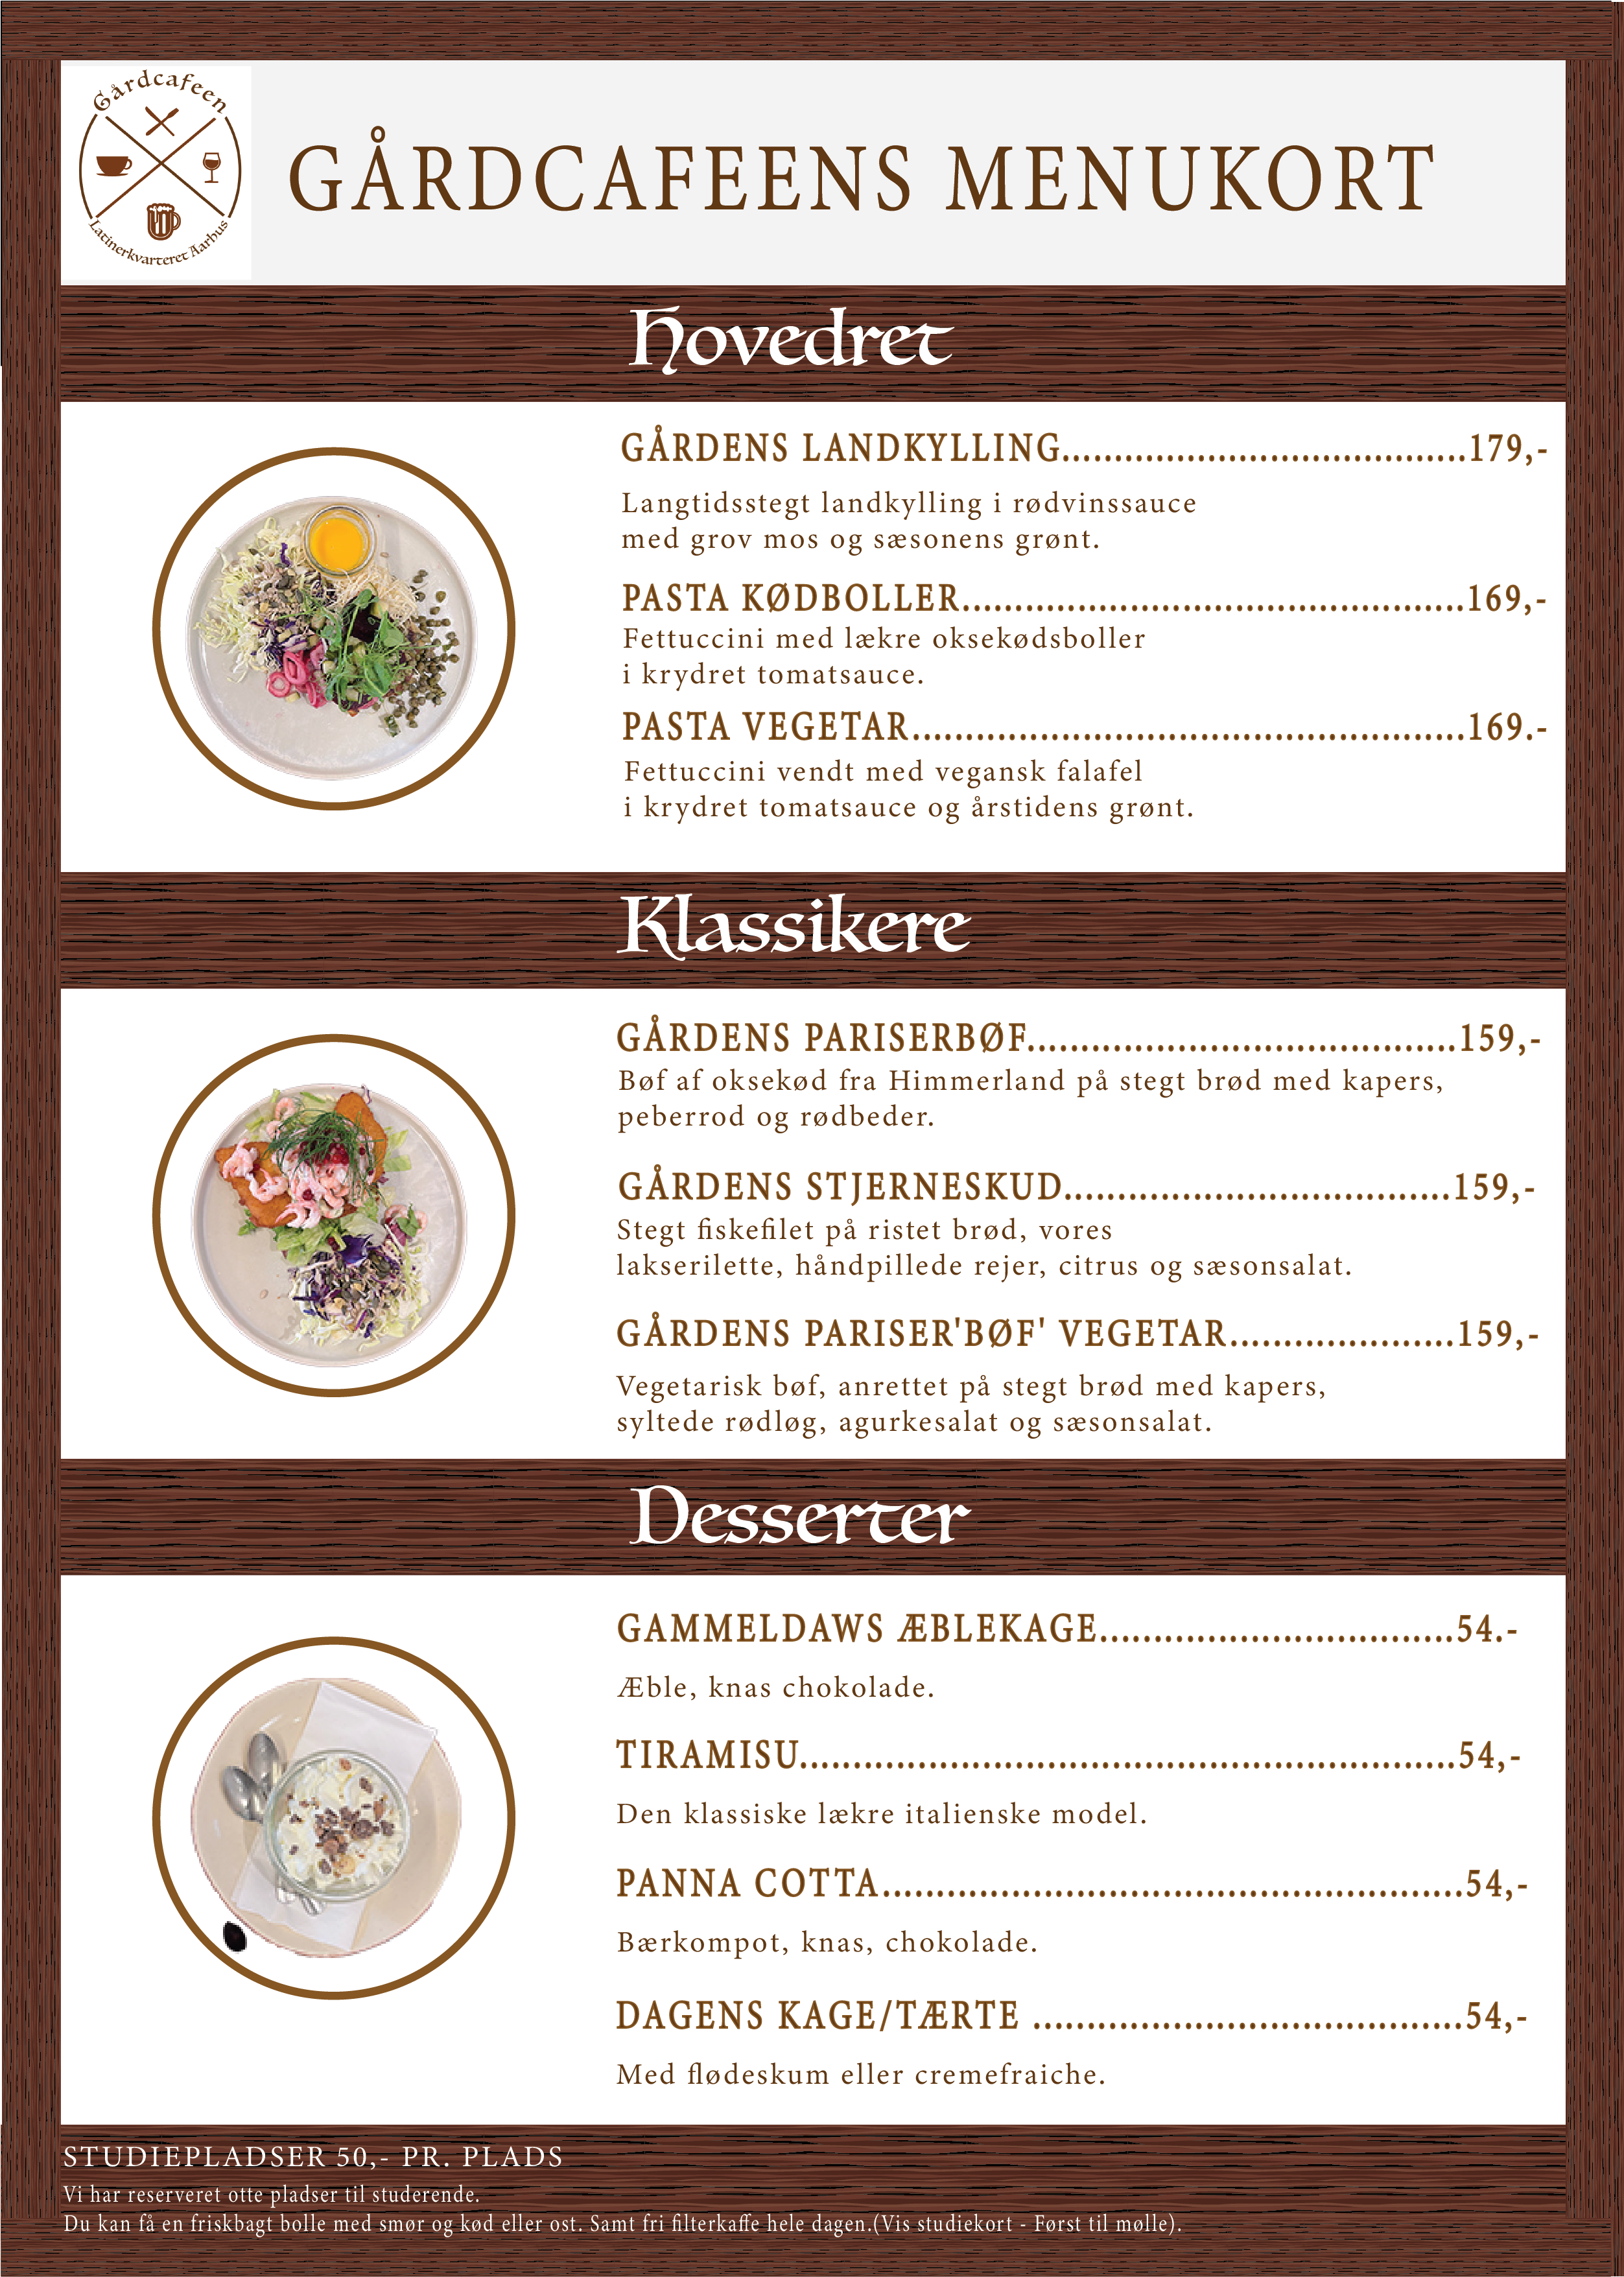 Gårdcafeen
Latinerkvarteret Aarhus
GÅRDCAFEENS MENUKORT
Hovedret
GÅRDENS LANDKYLLING.......................................179,-
Langtidsstegt landkylling i rødvinssauce
med grov mos og sæsonens grønt.
PASTA KØDBOLLER................................................169,-
Fettuccini med lækre oksekødsboller
i krydret tomatsauce.
PASTA VEGETAR.....................................................169.-
Fettuccini vendt med vegansk falafel
i krydret tomatsauce og årstidens grønt.
Klassikere
GÅRDENS PARISERBØF.........................................159,-
Bøf af oksekød fra Himmerland på stegt brød med kapers,
peberrod og rødbeder.
GÅRDENS STJERNESKUD.....................................159,-
Stegt fiskefilet på ristet brød, vores
lakserilette, håndpillede rejer, citrus og sæsonsalat.
GÅRDENS PARISER'BØF' VEGETAR.....................159,-
Vegetarisk bøf, anrettet på stegt brød med kapers,
syltede rødløg, agurkesalat og sæsonsalat.
Desserter
GAMMELDAWS ÆBLEKAGE.................................54.-
Æble, knas chokolade.
TIRAMISU.............................................................54,-
Den klassiske lækre italienske model.
PANNA COTTA......................................................54,-
Bærkompot, knas, chokolade.
DAGENS KAGE/TÆRTE ........................................54,-
Med flødeskum eller cremefraiche.
STUDIEPLADSER 50,- PR. PLADS
Vi har reserveret otte pladser til studerende.
Du kan få en friskbagt bolle med smør og kød eller ost. Samt fri filterkaffe hele dagen.(Vis studiekort - Først til mølle).